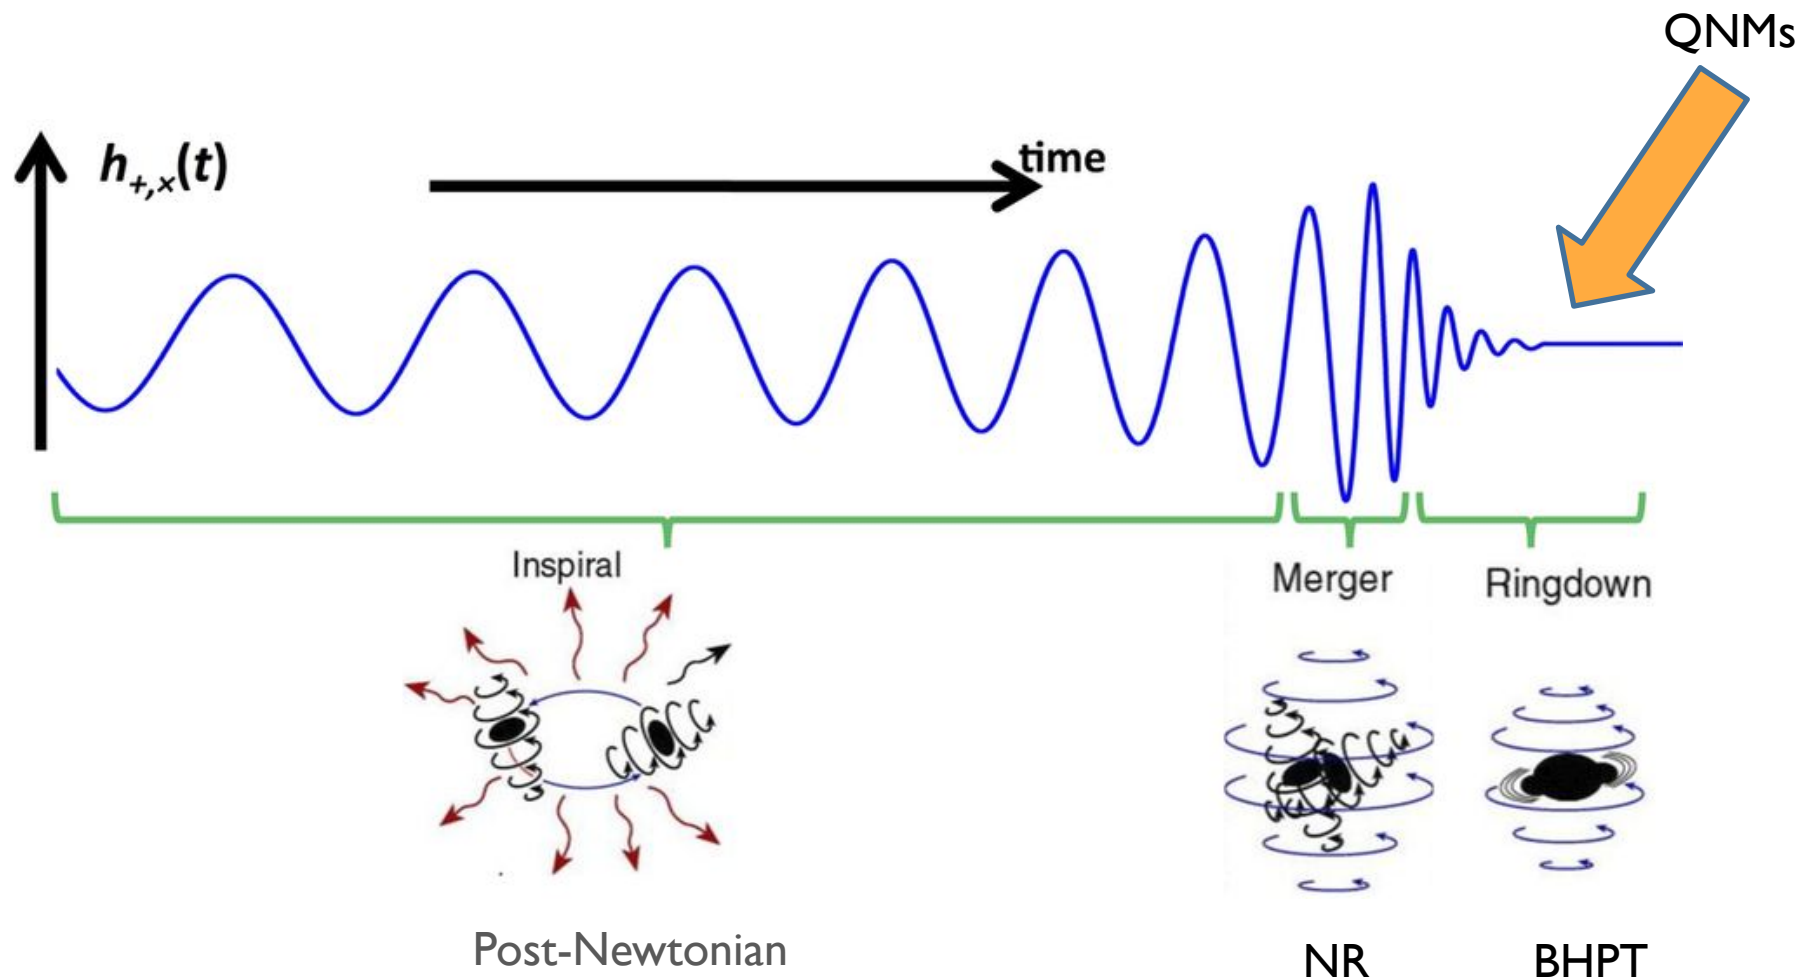 QNMs
h+,×(t)
time
Inspiral
Merger
Ringdown
Post-Newtonian
NR
BHPT